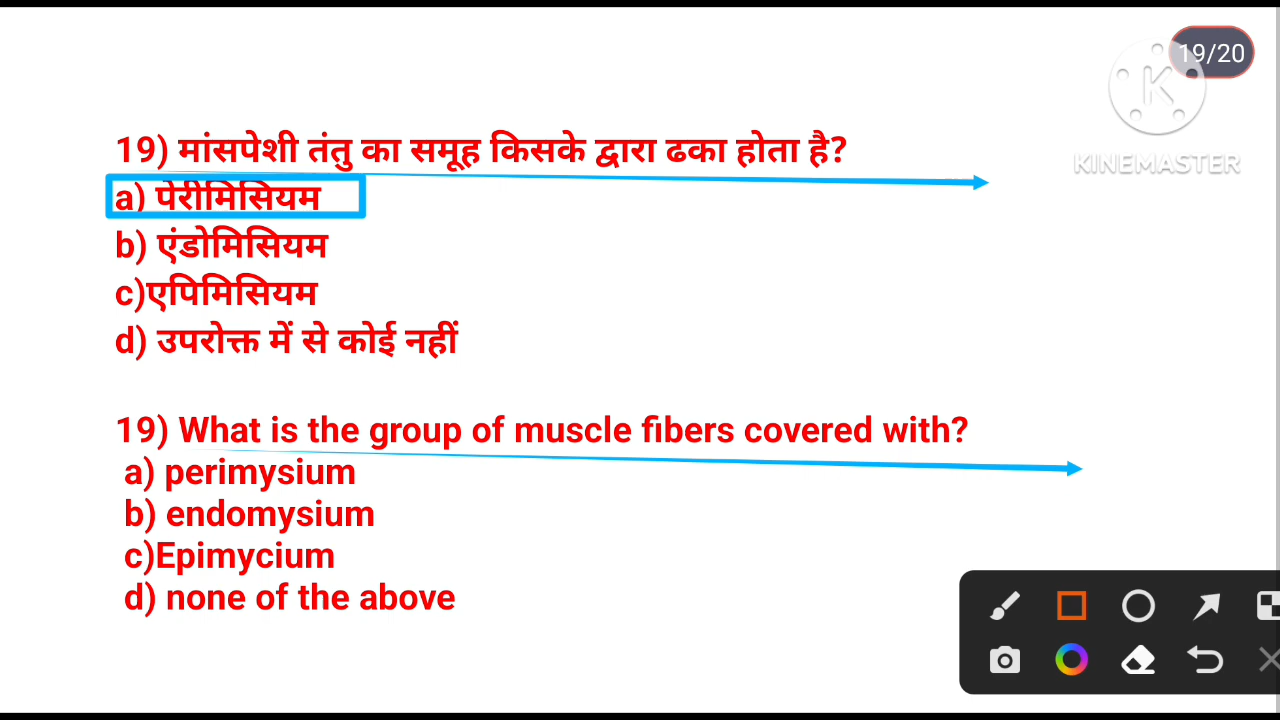 19/20
KINEMASTER
19) मांसपेशी तंतु का समूह किसके द्वारा ढका होता है?
a) पेरीमिसियम
b) एंडोमिसियम
c)एपिमिसियम
d) उपरोक्त में से कोई नहीं
19) What is the group of muscle fibers covered with?
a) perimysium
b) endomysium
c)Epimycium
d) none of the above